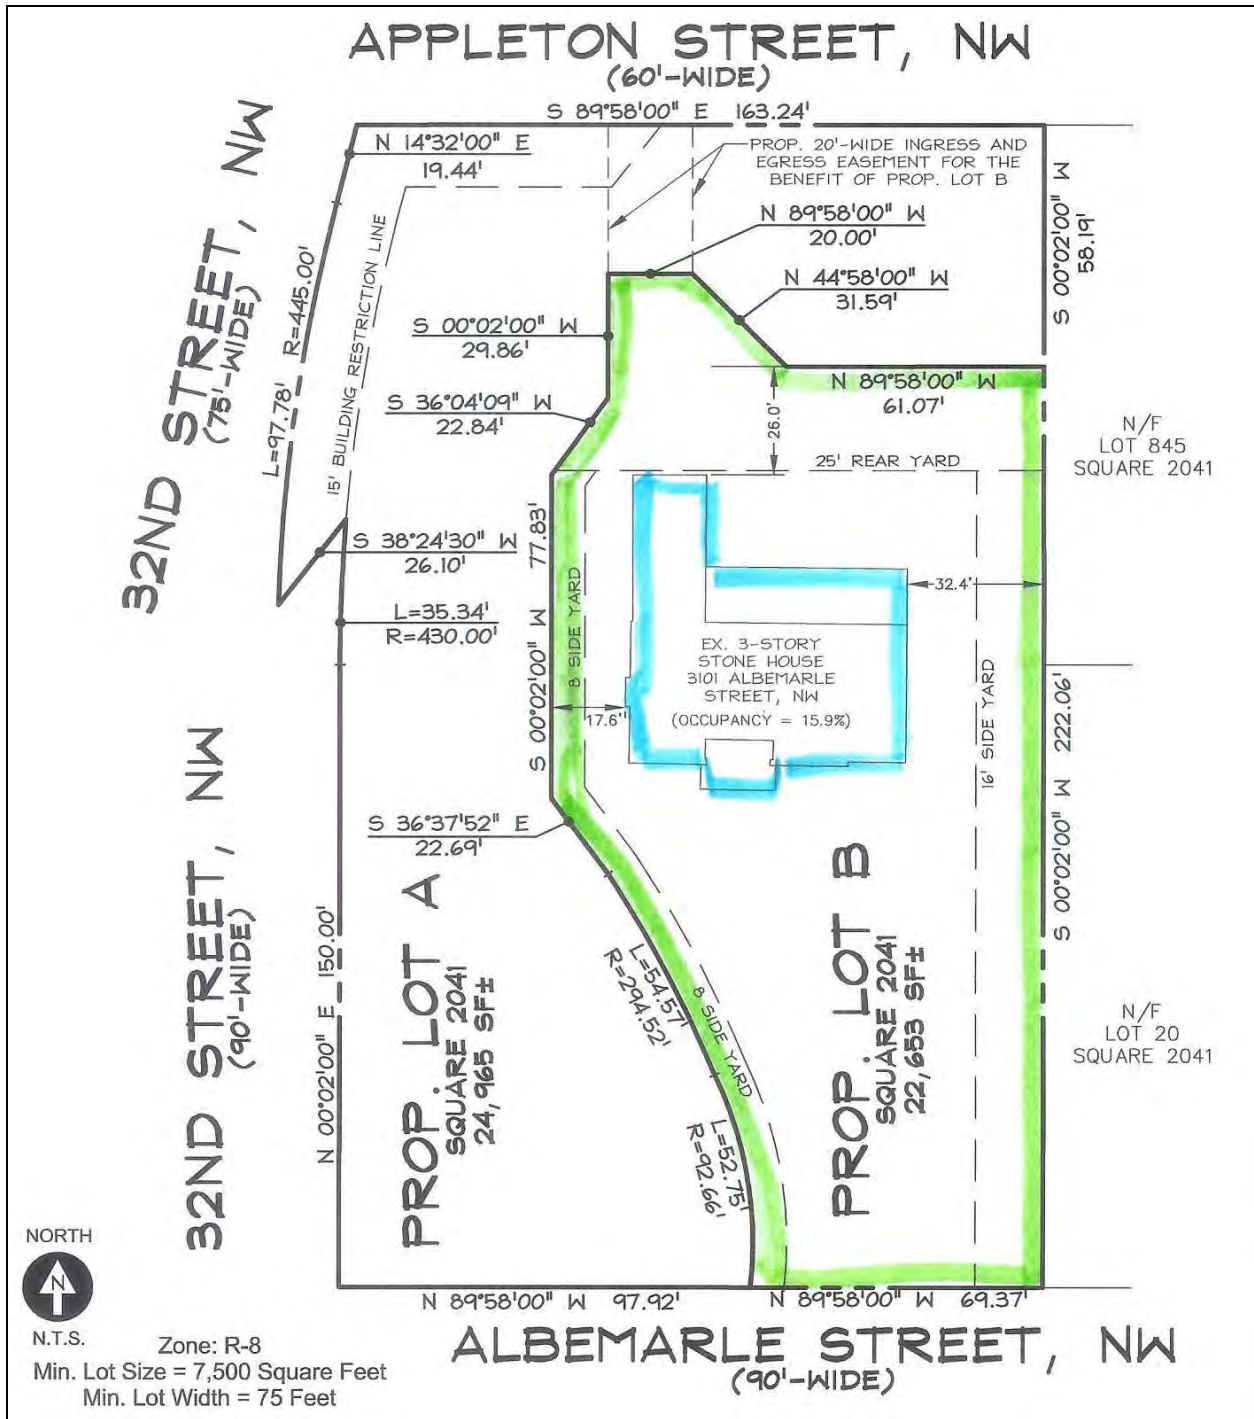 APPLETON STREET, NW
(60'-WIDE)
S 89°58'00" E 163.24'
N 14°32'00" E
19.44'
PROP. 20'-WIDE INGRESS AND
EGRESS EASEMENT FOR THE
BENEFIT OF PROP. LOT B
N 89°58'00" W
20.00'
N 44°58'00" W
31.59'
S 00°02'00" W
58.19'
32ND STREET, NW
(75'-WIDE)
L=97.78' R=445.00'
15' BUILDING RESTRICTION LINE
S 00°02'00" W
29.86'
S 36°04'09" W
22.84'
N 89°58'00" W
61.07'
26.0'
25' REAR YARD
N/F
LOT 845
SQUARE 2041
S 38°24'30" W
26.10'
L=35.34'
R=430.00'
S 00°02'00" W 77.83'
8 SIDE YARD
17.6'
32.4'
EX. 3-STORY
STONE HOUSE
3101 ALBEMARLE
STREET, NW
(OCCUPANCY = 15.9%)
16' SIDE YARD
S 00°02'00" W 222.06'
S 36°37'52" E
22.69'
32ND STREET, NW
(90'-WIDE)
N 00°02'00" E 150.00'
PROP. LOT A
SQUARE 2041
24,965 SF±
L=54.57'
R=294.52'
8 SIDE YARD
L=52.75'
R=92.66'
PROP. LOT B
SQUARE 2041
22,653 SF±
N/F
LOT 20
SQUARE 2041
NORTH
N
N.T.S.
N 89°58'00" W 97.92'
N 89°58'00" W 69.37'
ALBEMARLE STREET, NW
(90'-WIDE)
Zone: R-8
Min. Lot Size = 7,500 Square Feet
Min. Lot Width = 75 Feet